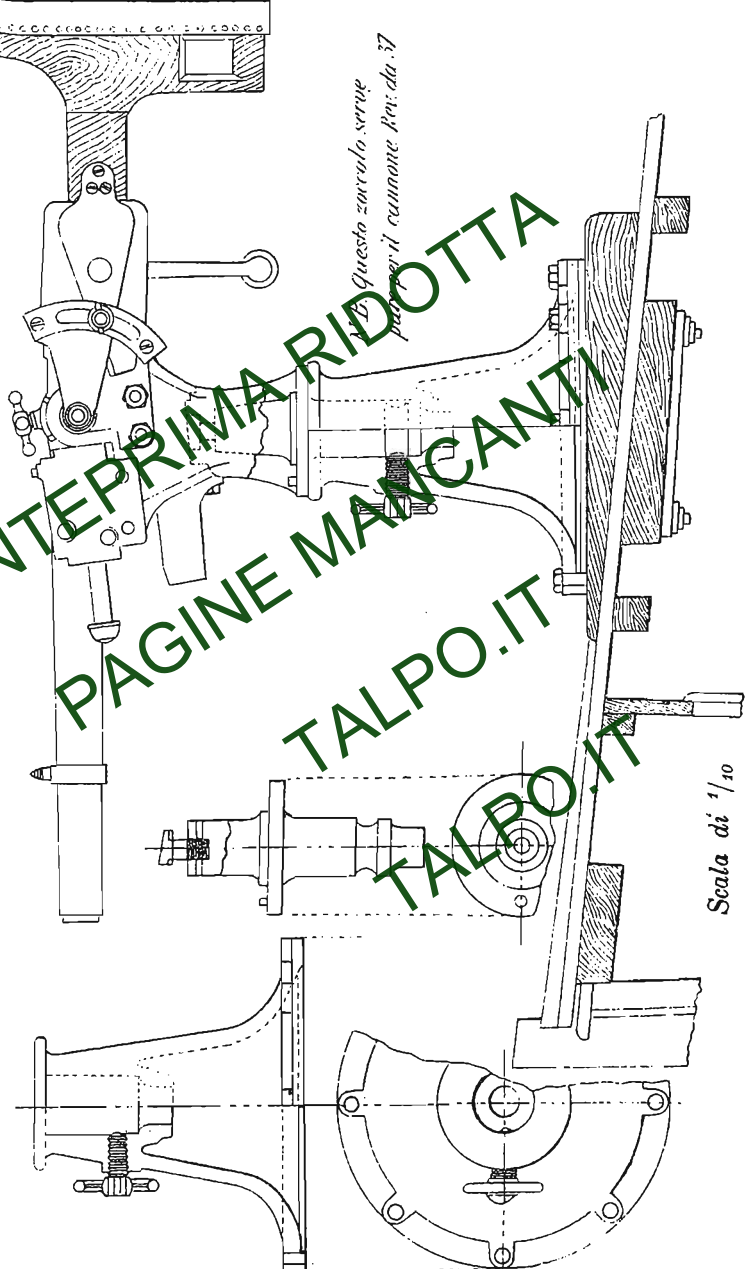 N.B. Questo zoccolo serve
pure per il cannone Rev. da 37
ANTEPRIMA RIDOTTA
PAGINE MANCANTI
TALPO.IT
TALPO.IT
Scala di 1/10